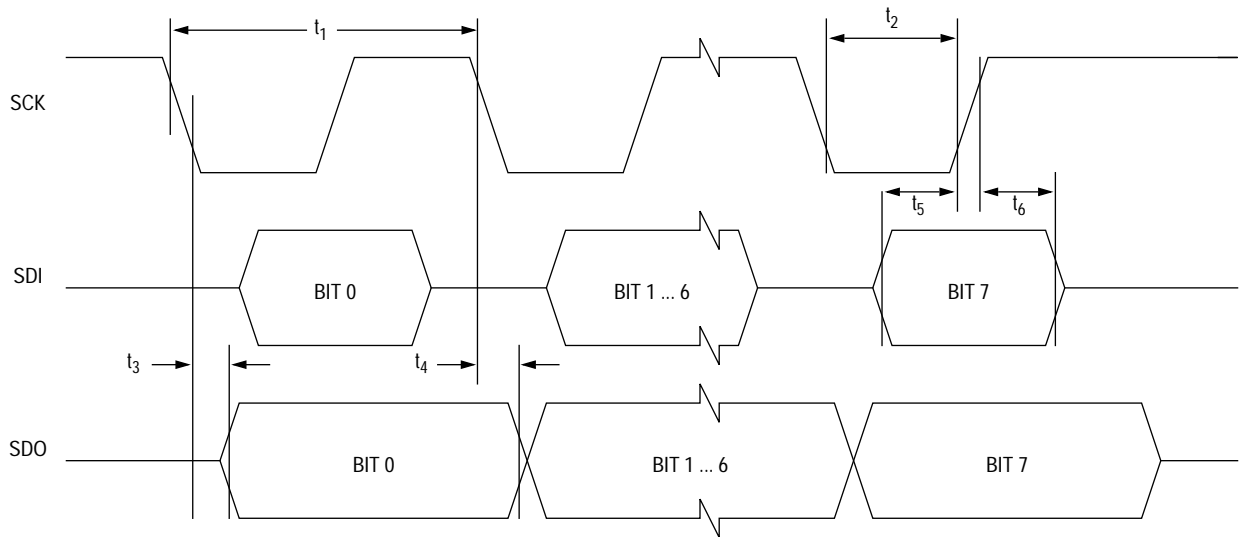 t1
t2
SCK
t5
t6
SDI
BIT 0
BIT 1 ... 6
BIT 7
t3
t4
SDO
BIT 0
BIT 1 ... 6
BIT 7